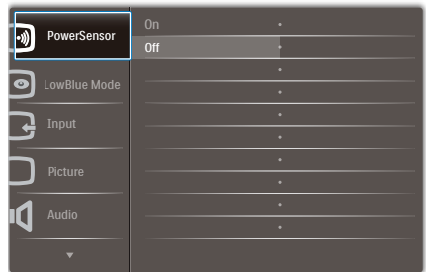 PowerSensor
On
Off
LowBlue Mode
Input
Picture
Audio